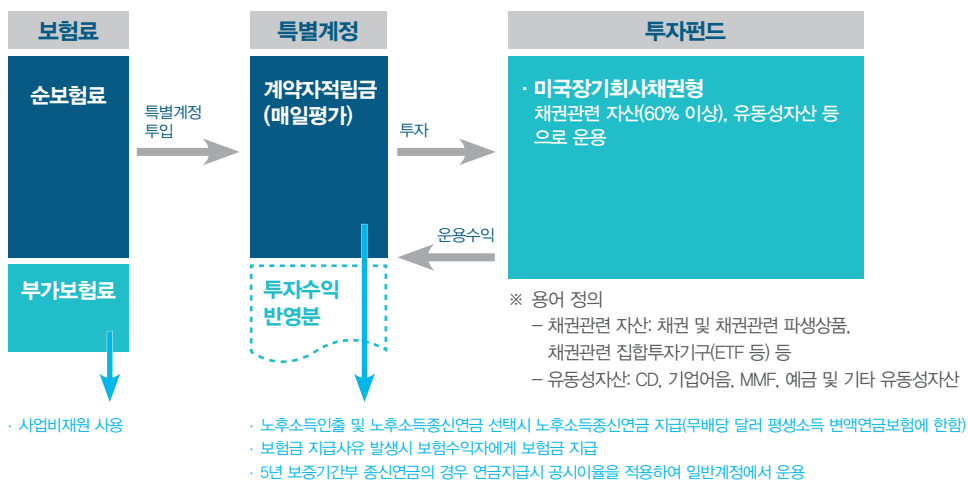 보험료
특별계정
투자펀드
순보험료
특별계정
투입
계약자적립금
(매일평가)
투자
· 미국장기회사채권형
채권관련 자산(60% 이상), 유동성자산 등
으로 운용
운용수익
부가보험료
투자수익
반영분
※ 용어 정의
– 채권관련 자산: 채권 및 채권관련 파생상품,
채권관련 집합투자기구(ETF 등) 등
– 유동성자산: CD, 기업어음, MMF, 예금 및 기타 유동성자산
· 사업비재원 사용
· 노후소득인출 및 노후소득종신연금 선택시 노후소득종신연금 지급(무배당 달러 평생소득 변액연금보험에 한함)
· 보험금 지급사유 발생시 보험수익자에게 보험금 지급
· 5년 보증기간부 종신연금의 경우 연금지급시 공시이율을 적용하여 일반계정에서 운용